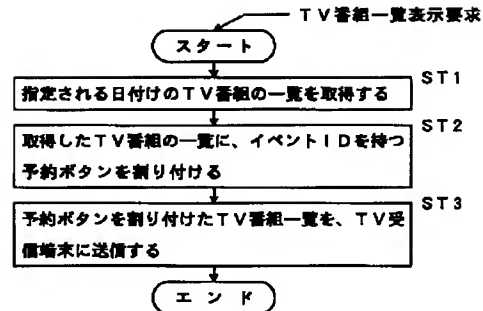 TV番組一覧表示要求
スタート
ST1
指定される日付けのTV番組の一覧を取得する
ST2
取得したTV番組の一覧に、イベントIDを持つ
予約ボタンを割り付ける
ST3
予約ボタンを割り付けたTV番組一覧を、TV受
信端末に送信する
エンド